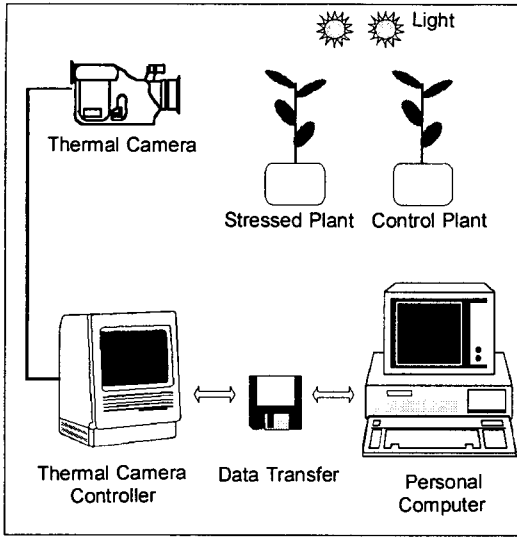 Light
Thermal Camera
Stressed Plant
Control Plant
Thermal Camera
Controller
Data Transfer
Personal
Computer